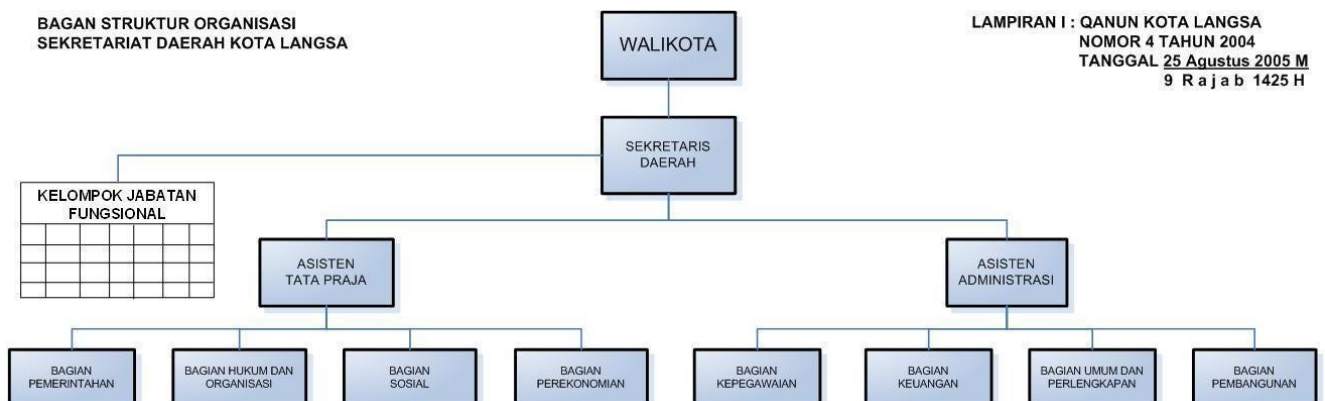 BAGAN STRUKTUR ORGANISASI
SEKRETARIAT DAERAH KOTA LANGSA
LAMPIRAN I : QANUN KOTA LANGSA
NOMOR 4 TAHUN 2004
TANGGAL 25 Agustus 2005 M
9 R a j a b 1425 H
WALIKOTA
SEKRETARIS
DAERAH
KELOMPOK JABATAN
FUNGSIONAL
ASISTEN
TATA PRAJA
ASISTEN
ADMINISTRASI
BAGIAN
PEMERINTAHAN
BAGIAN HUKUM DAN
ORGANISASI
BAGIAN
SOSIAL
BAGIAN
PEREKONOMIAN
BAGIAN
KEPEGAWAIAN
BAGIAN
KEUANGAN
BAGIAN UMUM DAN
PERLENGKAPAN
BAGIAN
PEMBANGUNAN